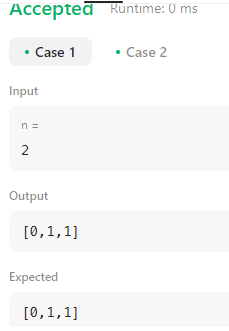 Accepted Runtime: 0 ms
• Case 1 • Case 2
Input
n =
2
Output
[0,1,1]
Expected
[0,1,1]